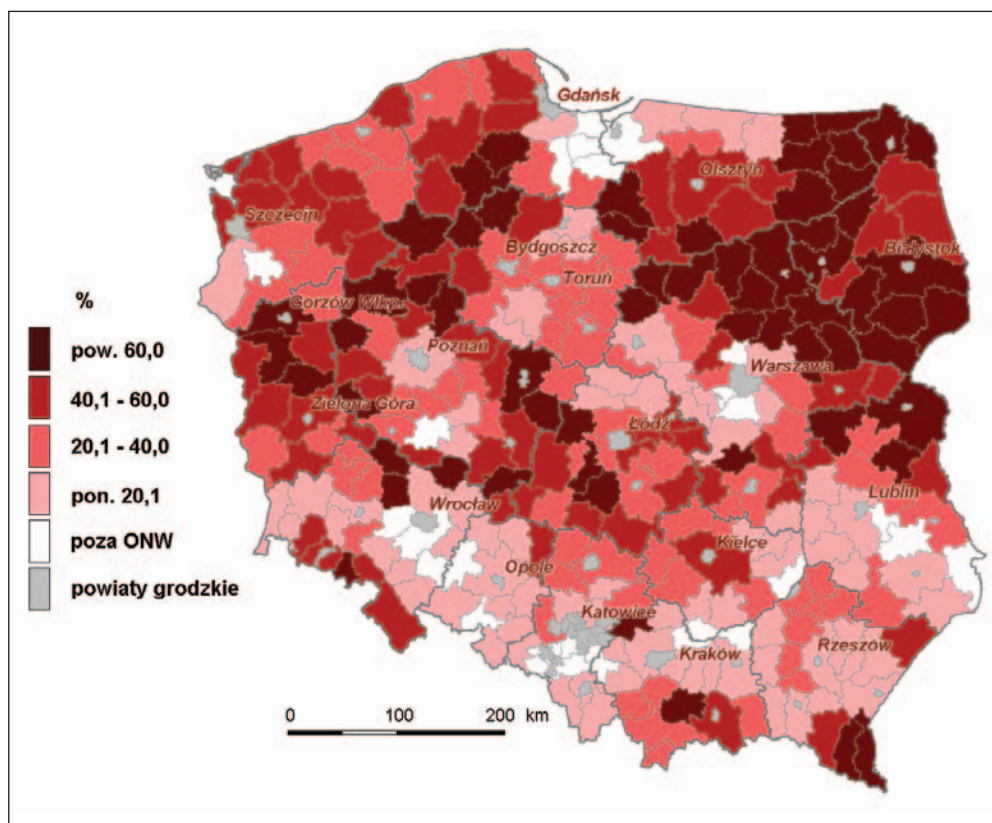 Gdańsk
Olsztyn
Szczecin
Białystok
Bydgoszcz
Toruń
%
Gorzów Wlkp.
pow. 60,0
Poznań
Warszawa
40,1 - 60,0
Zielona Góra
20,1 - 40,0
Łódź
pon. 20,1
Lublin
Wrocław
poza ONW
Kielce
Opole
powiaty grodzkie
Katowice
Rzeszów
Kraków
0 100 200 km